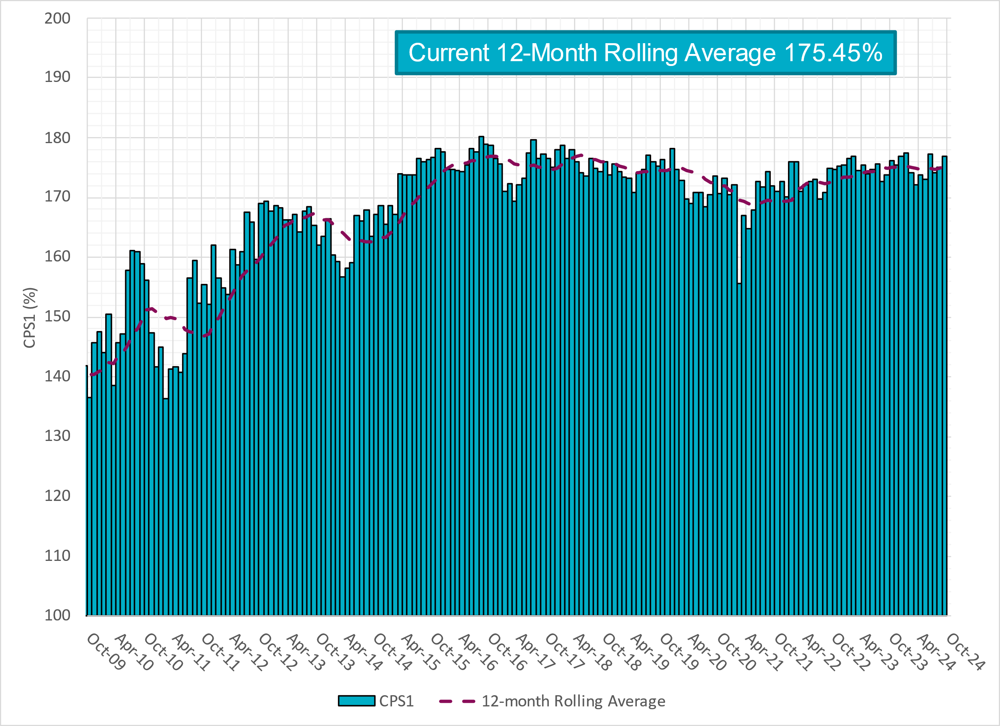 Current 12-Month Rolling Average 175.45%
200
190
180
170
160
150
140
130
120
110
100
CPS1 (%)
Oct-09
Apr-10
Oct-10
Apr-11
Oct-11
Apr-12
Oct-12
Apr-13
Oct-13
Apr-14
Oct-14
Apr-15
Oct-15
Apr-16
Oct-16
Apr-17
Oct-17
Apr-18
Oct-18
Apr-19
Oct-19
Apr-20
Oct-20
Apr-21
Oct-21
Apr-22
Oct-22
Apr-23
Oct-23
Apr-24
Oct-24
CPS1
12-month Rolling Average